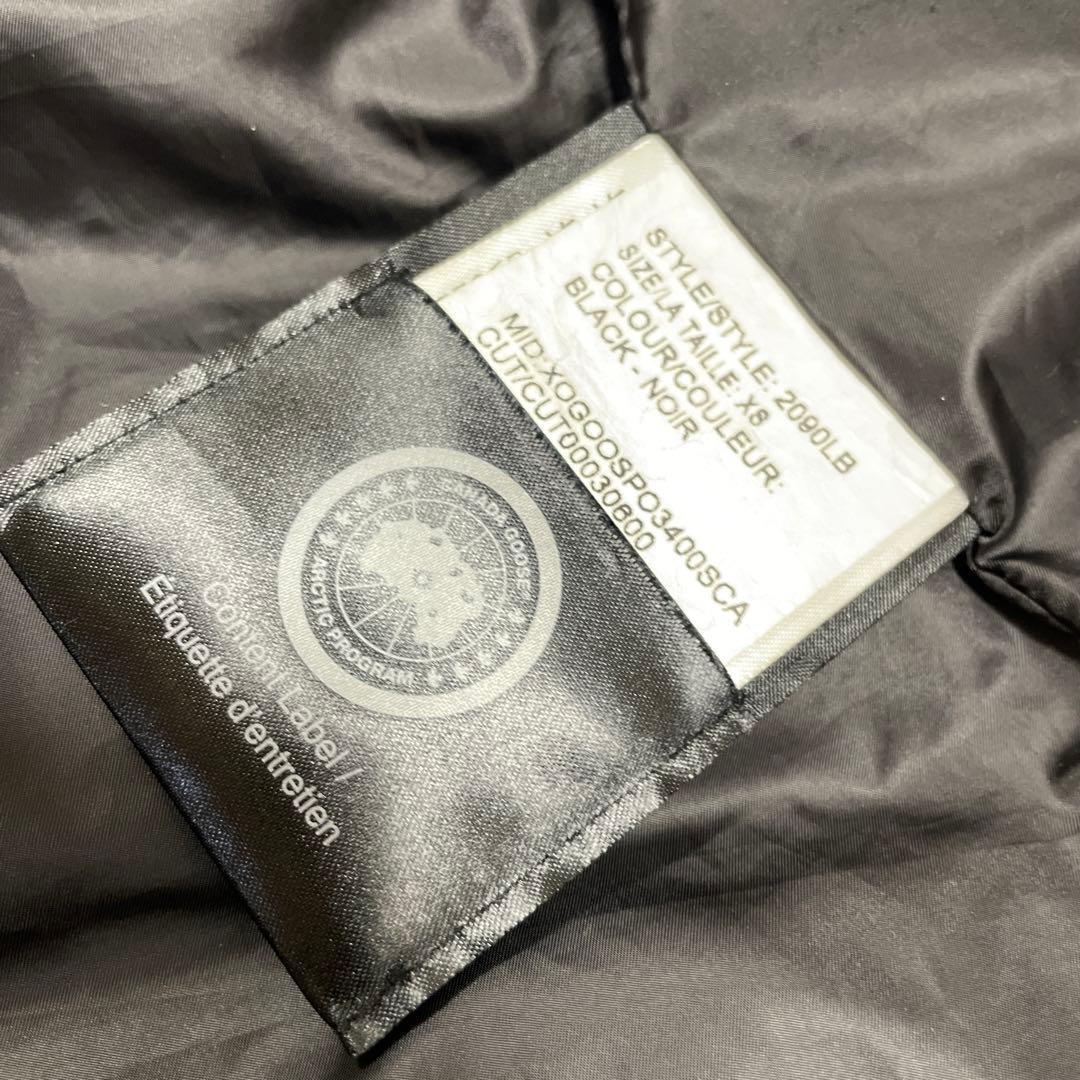 STYLE/STYLE: 2090LB
SIZE/LA TAILLE: XS
COLOUR/COULEUR:
BLACK - NOIR
MID:XOGOOSPO3400SCA
CUT/CUT00030800
CANADA GOOSE
ARCTIC PROGRAM
Content Label /
Etiquette d'entretien